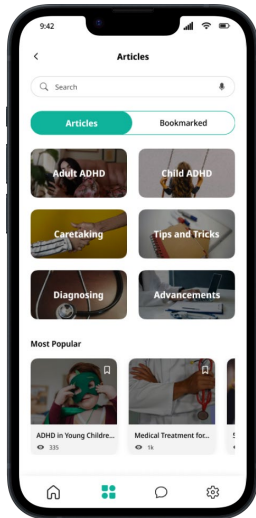 9:42
Articles
Search
Articles Bookmarked
Adult ADHD Child ADHD
Caretaking Tips and Tricks
Diagnosing Advancements
Most Popular
ADHD in Young Childre... Medical Treatment for... 5
335 1k